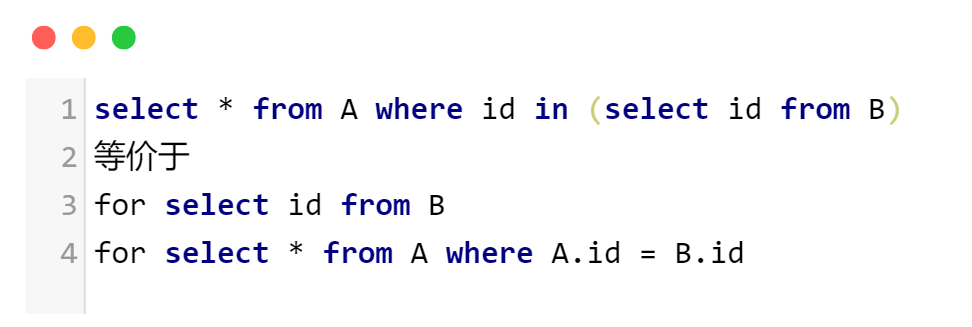 1 select * from A where id in (select id from B)
2 等价于
3 for select id from B
4 for select * from A where A.id = B.id